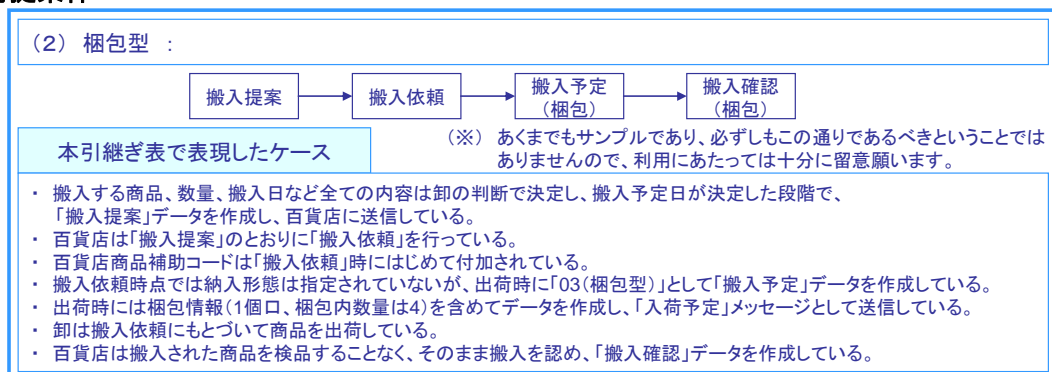 （２） 梱包型 ：
搬入提案
搬入依頼
搬入予定
（梱包）
搬入確認
（梱包）
本引継ぎ表で表現したケース
（※） あくまでもサンプルであり、必ずしもこの通りであるべきということでは
ありませんので、利用にあたっては十分に留意願います。
・ 搬入する商品、数量、搬入日など全ての内容は卸の判断で決定し、搬入予定日が決定した段階で、
「搬入提案」データを作成し、百貨店に送信している。
・ 百貨店は「搬入提案」のとおりに「搬入依頼」を行っている。
・ 百貨店商品補助コードは「搬入依頼」時にはじめて付加されている。
・ 搬入依頼時点では納入形態は指定されていないが、出荷時に「03（梱包型）」として「搬入予定」データを作成している。
・ 出荷時には梱包情報（1個口、梱包内数量は4）を含めてデータを作成し、「入荷予定」メッセージとして送信している。
・ 卸は搬入依頼にもとづいて商品を出荷している。
・ 百貨店は搬入された商品を検品することなく、そのまま搬入を認め、「搬入確認」データを作成している。